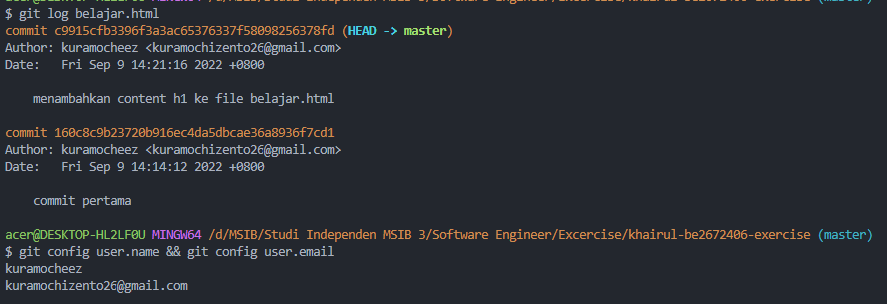 $ git log belajar.html
commit c9915cfb3396f3a3ac65376337f58098256378fd (HEAD -> master)
Author: kuramocheez <kuramochizento26@gmail.com>
Date:   Fri Sep 9 14:21:16 2022 +0800
menambahkan content h1 ke file belajar.html
commit 160c8c9b23720b916ec4da5dbcae36a8936f7cd1
Author: kuramocheez <kuramochizento26@gmail.com>
Date:   Fri Sep 9 14:14:12 2022 +0800
commit pertama
acer@DESKTOP-HL2LF0U MINGW64 /d/MSIB/Studi Independen MSIB 3/Software Engineer/Excercise/khairul-be2672406-exercise (master)
$ git config user.name && git config user.email
kuramocheez
kuramochizento26@gmail.com